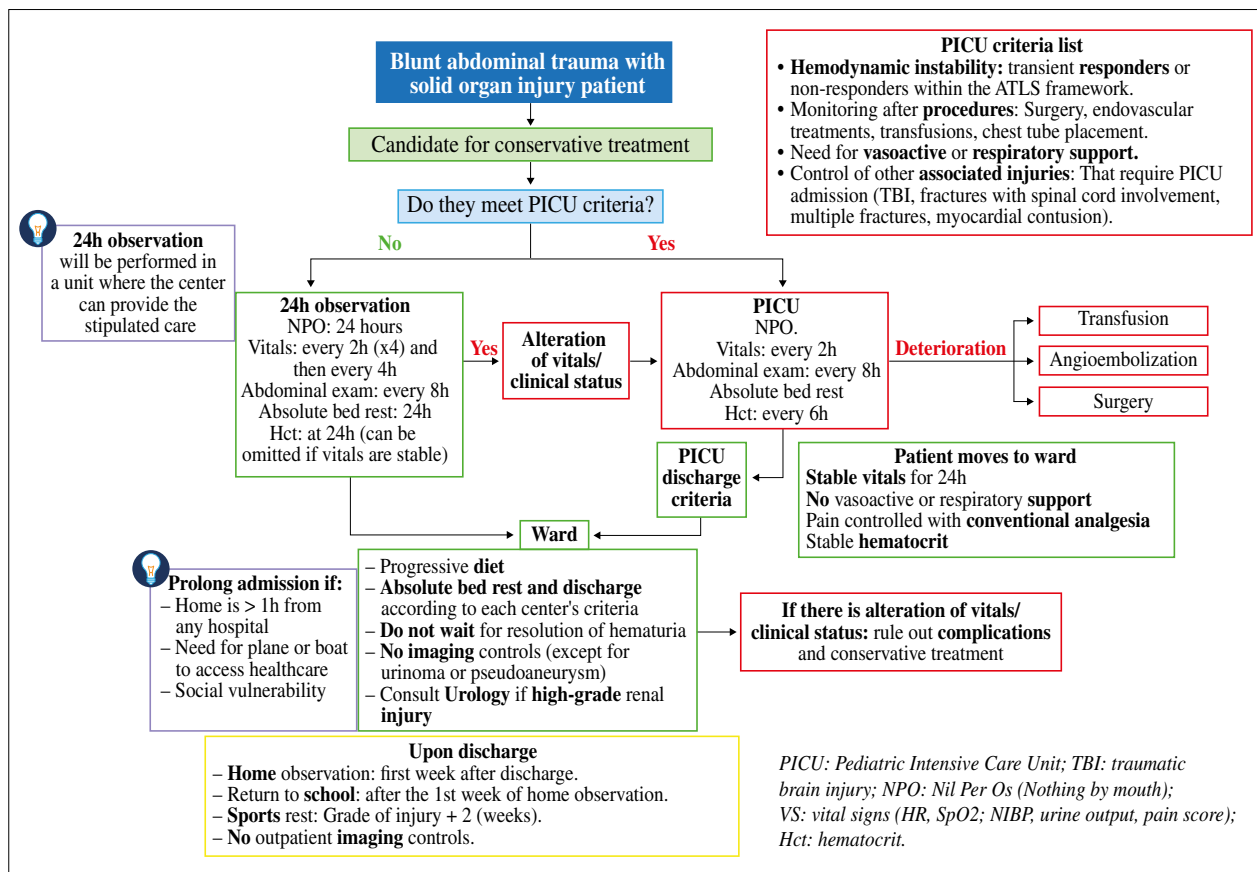 Blunt abdominal trauma with
solid organ injury patient
Candidate for conservative treatment
Do they meet PICU criteria?
PICU criteria list
• Hemodynamic instability: transient responders or
non-responders within the ATLS framework.
• Monitoring after procedures: Surgery, endovascular
treatments, transfusions, chest tube placement.
• Need for vasoactive or respiratory support.
• Control of other associated injuries: That require PICU
admission (TBI, fractures with spinal cord involvement,
multiple fractures, myocardial contusion).
24h observation
will be performed in
a unit where the center
can provide the
stipulated care
No
Yes
24h observation
NPO: 24 hours
Vitals: every 2h (x4) and
then every 4h
Abdominal exam: every 8h
Absolute bed rest: 24h
Hct: at 24h (can be
omitted if vitals are stable)
Yes
Alteration
of vitals/
clinical status
PICU
NPO.
Vitals: every 2h
Abdominal exam: every 8h
Absolute bed rest
Hct: every 6h
Deterioration
Transfusion
Angioembolization
Surgery
PICU
discharge
criteria
Patient moves to ward
Stable vitals for 24h
No vasoactive or respiratory support
Pain controlled with conventional analgesia
Stable hematocrit
Ward
– Progressive diet
– Absolute bed rest and discharge
according to each center's criteria
– Do not wait for resolution of hematuria
– No imaging controls (except for
urinoma or pseudoaneurysm)
– Consult Urology if high-grade renal
injury
Prolong admission if:
– Home is > 1h from
any hospital
– Need for plane or boat
to access healthcare
– Social vulnerability
If there is alteration of vitals/
clinical status: rule out complications
and conservative treatment
Upon discharge
– Home observation: first week after discharge.
– Return to school: after the 1st week of home observation.
– Sports rest: Grade of injury + 2 (weeks).
– No outpatient imaging controls.
PICU: Pediatric Intensive Care Unit; TBI: traumatic
brain injury; NPO: Nil Per Os (Nothing by mouth);
VS: vital signs (HR, SpO2; NIBP, urine output, pain score);
Hct: hematocrit.